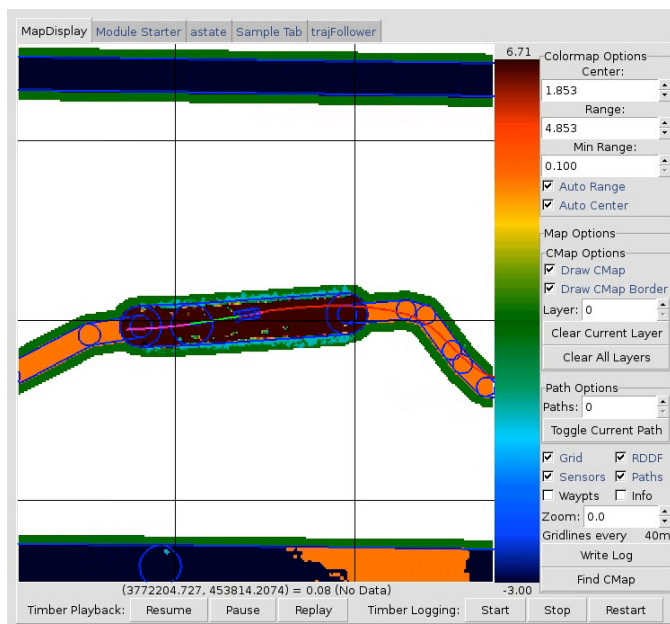 MapDisplay Module Starter astate Sample Tab trajFollower
6.71
-3.00
(3772204.727, 453814.2074) = 0.08 (No Data)
Colormap Options
Center:
1.853
Range:
4.853
Min Range:
0.100
Auto Range
Auto Center
Map Options
CMap Options
Draw CMap
Draw CMap Border
Layer: 0
Clear Current Layer
Clear All Layers
Path Options
Paths: 0
Toggle Current Path
Grid RDDF
Sensors Paths
Waypts Info
Zoom: 0.0
Gridlines every 40m
Write Log
Find CMap
Timber Playback: Resume Pause Replay Timber Logging: Start Stop Restart